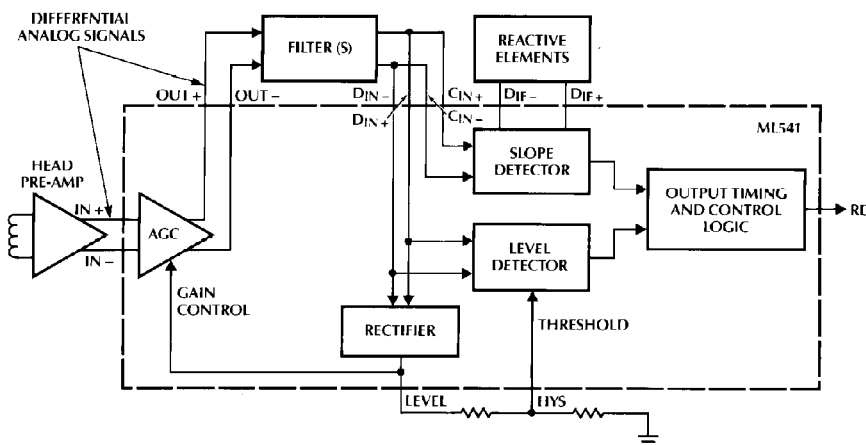 DIFFERENTIAL
ANALOG SIGNALS
FILTER (S)
REACTIVE
ELEMENTS
OUT +
OUT −
DIN−
DIN+
CIN+
CIN−
DIF−
DIF+
ML541
HEAD
PRE-AMP
IN +
IN −
AGC
SLOPE
DETECTOR
OUTPUT TIMING
AND CONTROL
LOGIC
RD
LEVEL
DETECTOR
GAIN
CONTROL
RECTIFIER
THRESHOLD
LEVEL
HYS